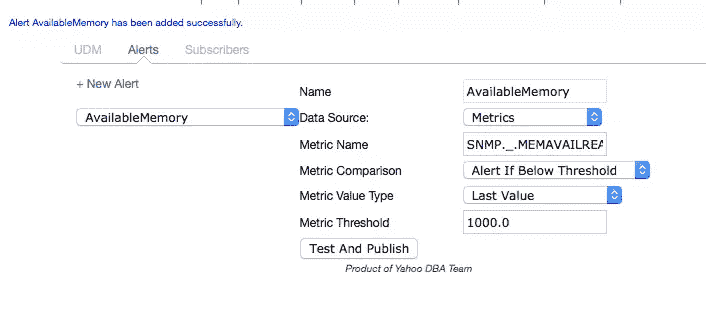 Alert AvailableMemory has been added successfully.
UDM Alerts Subscribers
+ New Alert
Name AvailableMemory
AvailableMemory Data Source: Metrics
Metric Name SNMP._.MEMAVAILREA
Metric Comparison Alert If Below Threshold
Metric Value Type Last Value
Metric Threshold 1000.0
Test And Publish
Product of Yahoo DBA Team